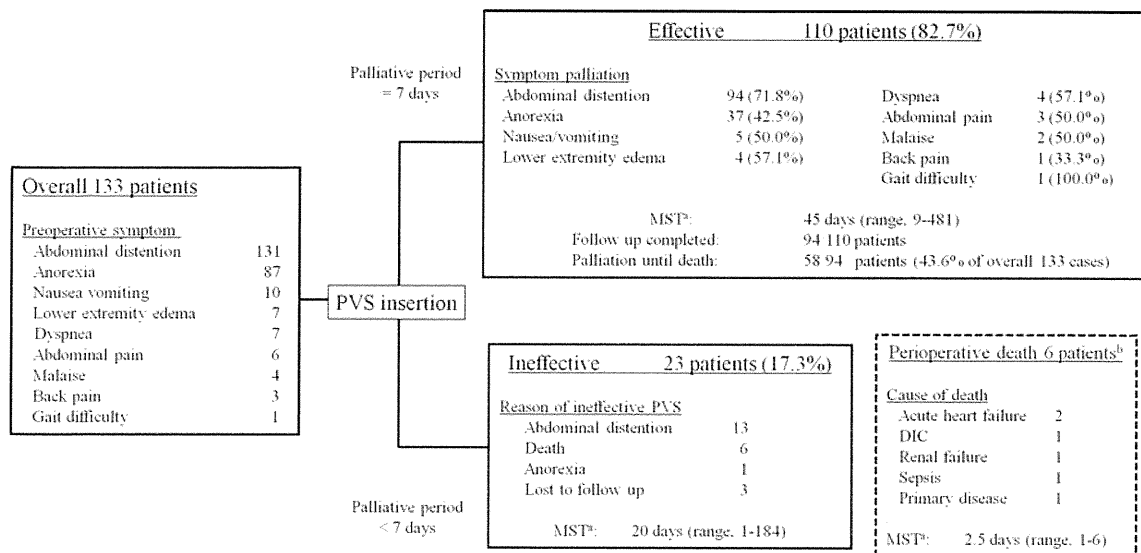 Effective 110 patients (82.7%)
Palliative period
= 7 days
Symptom palliation
Abdominal distention 94 (71.8%)
Anorexia 37 (42.5%)
Nausea/vomiting 5 (50.0%)
Lower extremity edema 4 (57.1%)
Dyspnea 4 (57.1%)
Abdominal pain 3 (50.0%)
Malaise 2 (50.0%)
Back pain 1 (33.3%)
Gait difficulty 1 (100.0%)
MSTᵃ: 45 days (range, 9-481)
Follow up completed: 94 110 patients
Palliation until death: 58 94 patients (43.6% of overall 133 cases)
Overall 133 patients
Preoperative symptom
Abdominal distention 131
Anorexia 87
Nausea vomiting 10
Lower extremity edema 7
Dyspnea 7
Abdominal pain 6
Malaise 4
Back pain 3
Gait difficulty 1
PVS insertion
Ineffective 23 patients (17.3%)
Reason of ineffective PVS
Abdominal distention 13
Death 6
Anorexia 1
Lost to follow up 3
MSTᵃ: 20 days (range, 1-184)
Palliative period
< 7 days
Perioperative death 6 patientsᵇ
Cause of death
Acute heart failure 2
DIC 1
Renal failure 1
Sepsis 1
Primary disease 1
MSTᵃ: 2.5 days (range, 1-6)